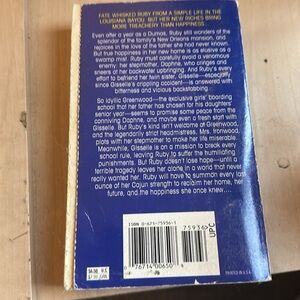 FATE WHISKED RUBY FROM A SIMPLE LIFE IN THE
LOUISIANA BAYOU. BUT HER NEW RICHES BRING
MORE TREACHERY THAN HAPPINESS...
Even after a year as a Dumas, Ruby still wonders at the
splendor of the family's New Orleans mansion, and
rejoices in the love of the father she had never known.
But true happiness in her new home is as elusive as a
swamp mist. Ruby must carefully avoid a venomous
enemy: her stepmother, Daphne, who cringes and
sneers at her backwater upbringing. And Ruby's every
effort to befriend her twin sister, Gisselle—especially
since Gisselle's crippling accident—is answered with
bitterness and vicious backstabbing.
So idyllic Greenwood—the exclusive girls' boarding
school that her father has chosen for his daughters'
senior year—seems to promise some peace from the
conniving Daphne, and maybe even a fresh start with
Gisselle. But Ruby's kind isn't welcome at Greenwood,
and the legendarily strict headmistress, Mrs. Ironwood,
plots with her stepmother to make her life miserable.
Meanwhile, Gisselle is on a mission to break every
school rule, leaving Ruby to suffer the humiliating
punishments. But Ruby doesn't lose hope—until a
terrible tragedy leaves her alone in a world that never
really wanted her. Ruby will have to summon every last
ounce of her Cajun strength to reclaim her home, her
future, and the happiness she once knew....
ISBN 0-671-75936-1
75936
76714 00650
PRINTED IN U.S.A.